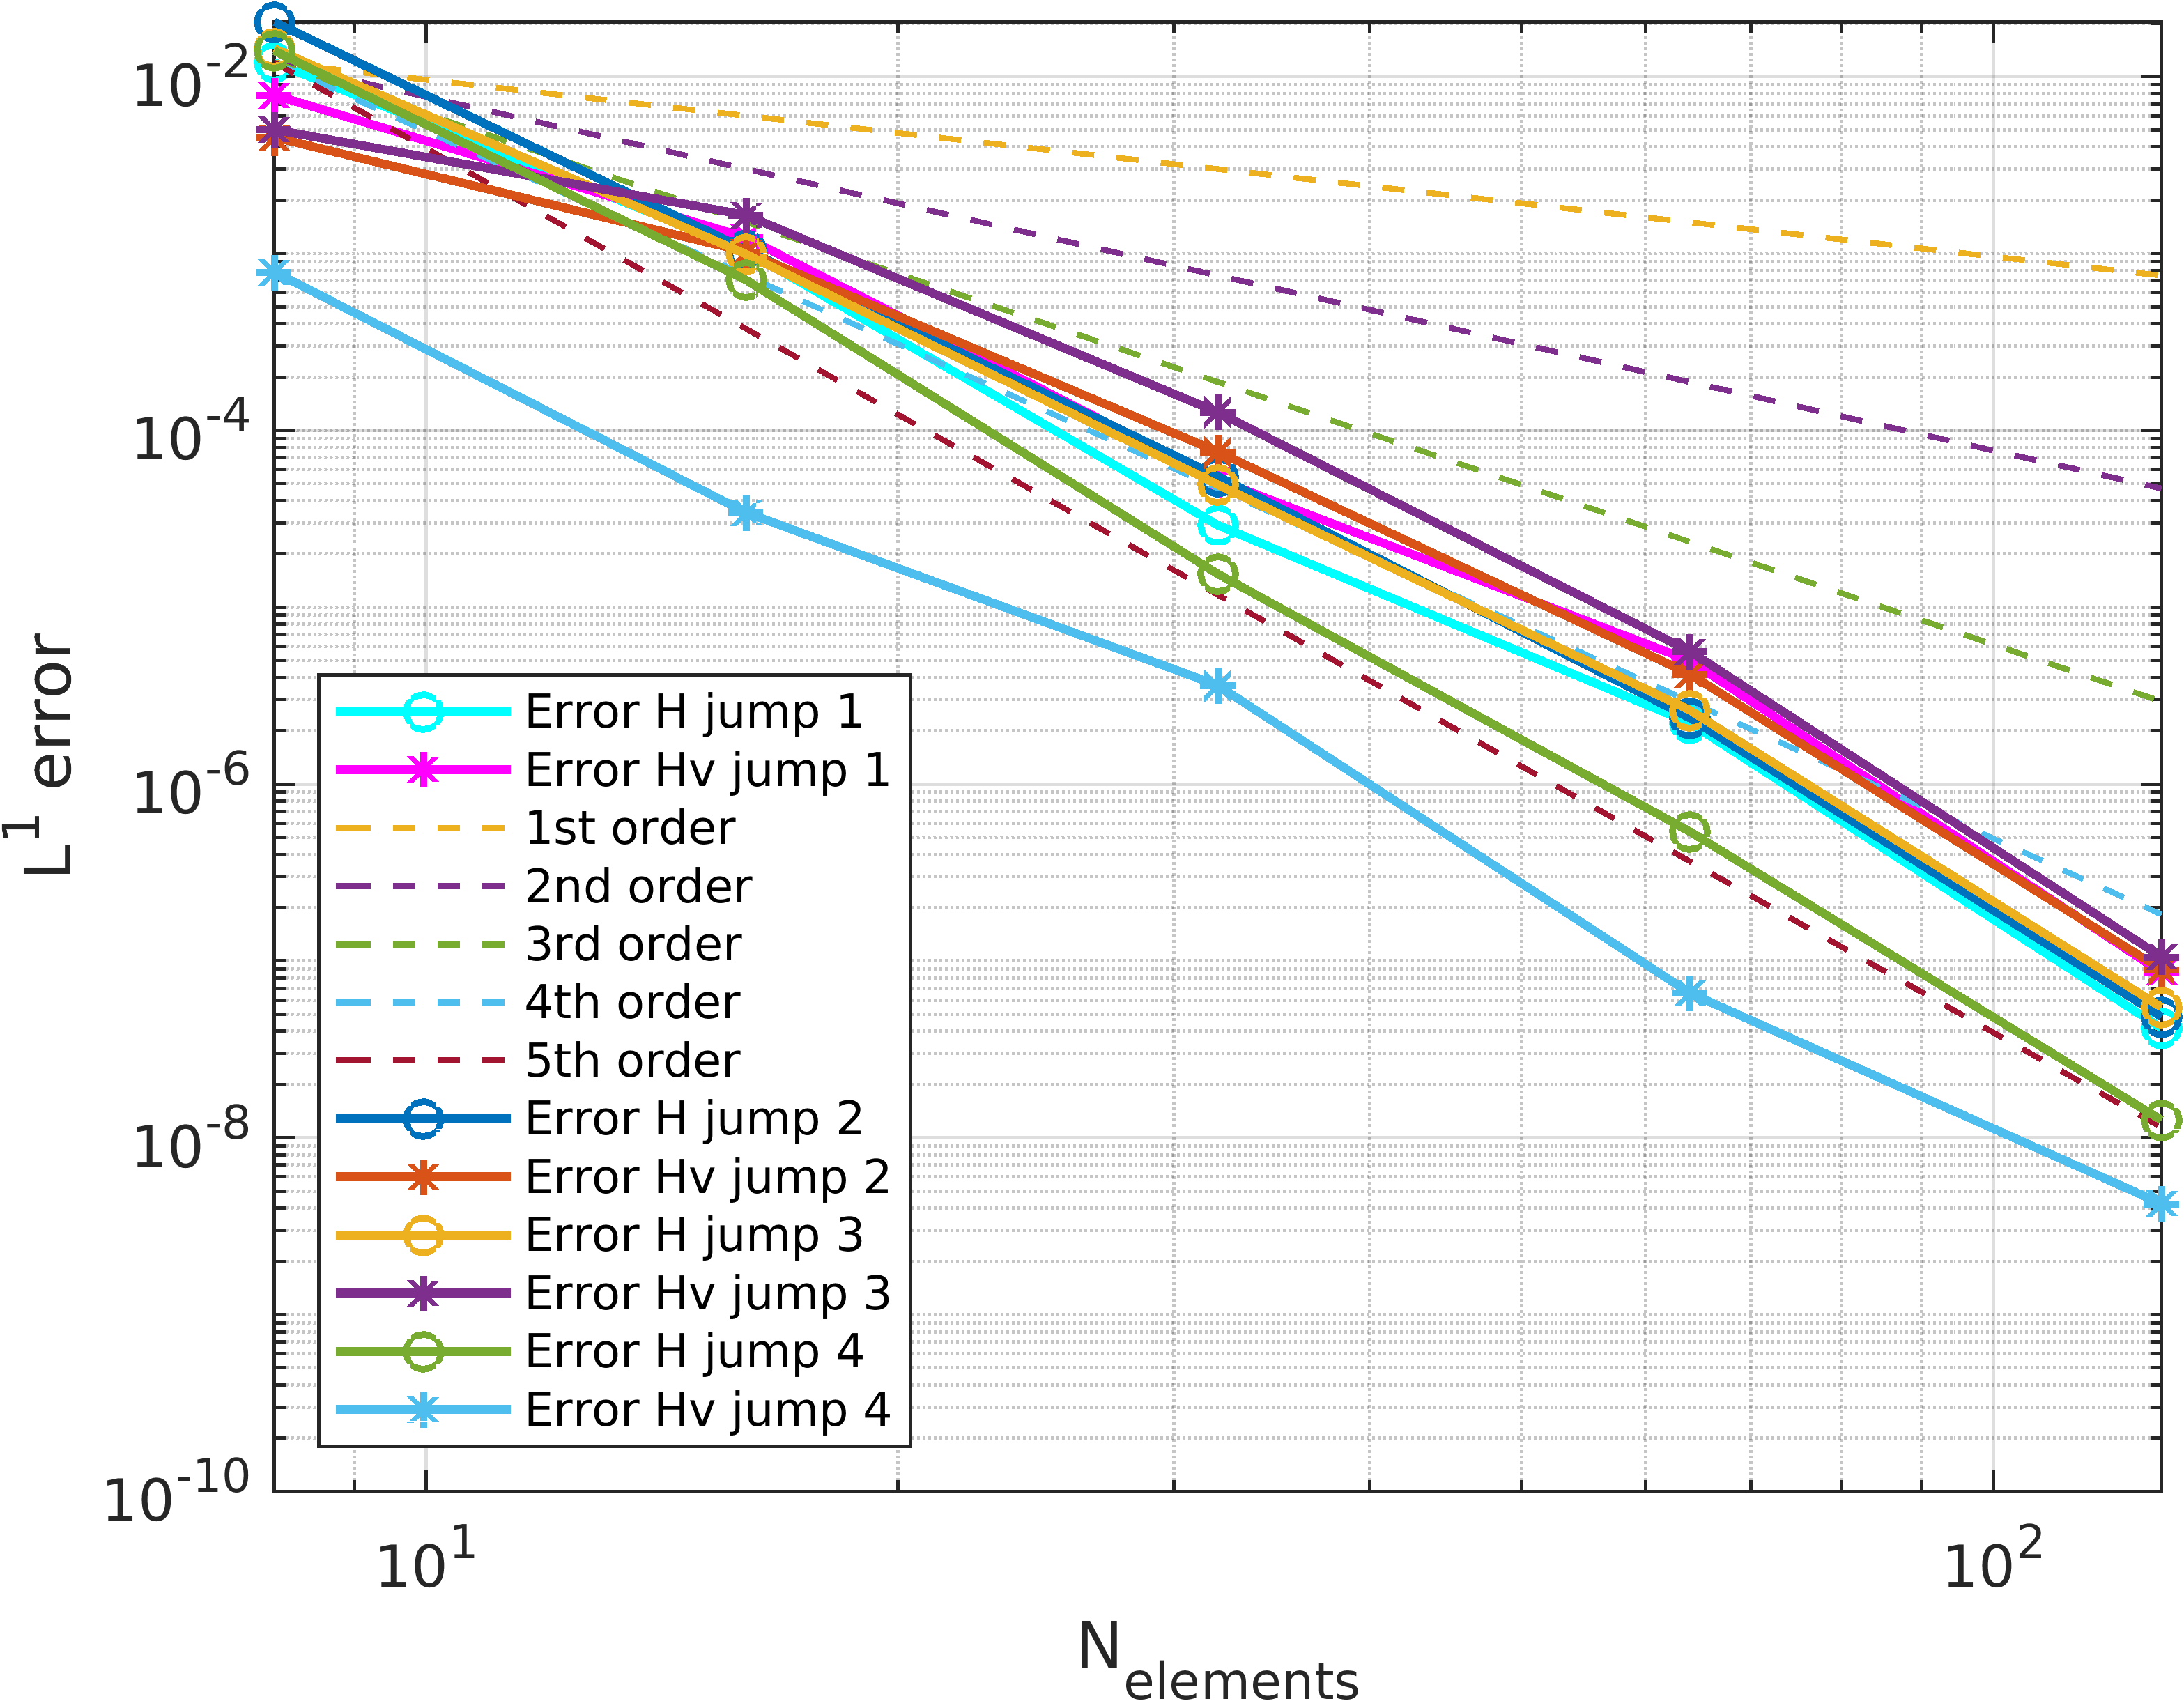 10-2
10-4
10-6
10-8
10-10
L1 error
Error H jump 1
Error Hv jump 1
1st order
2nd order
3rd order
4th order
5th order
Error H jump 2
Error Hv jump 2
Error H jump 3
Error Hv jump 3
Error H jump 4
Error Hv jump 4
101
102
Nelements